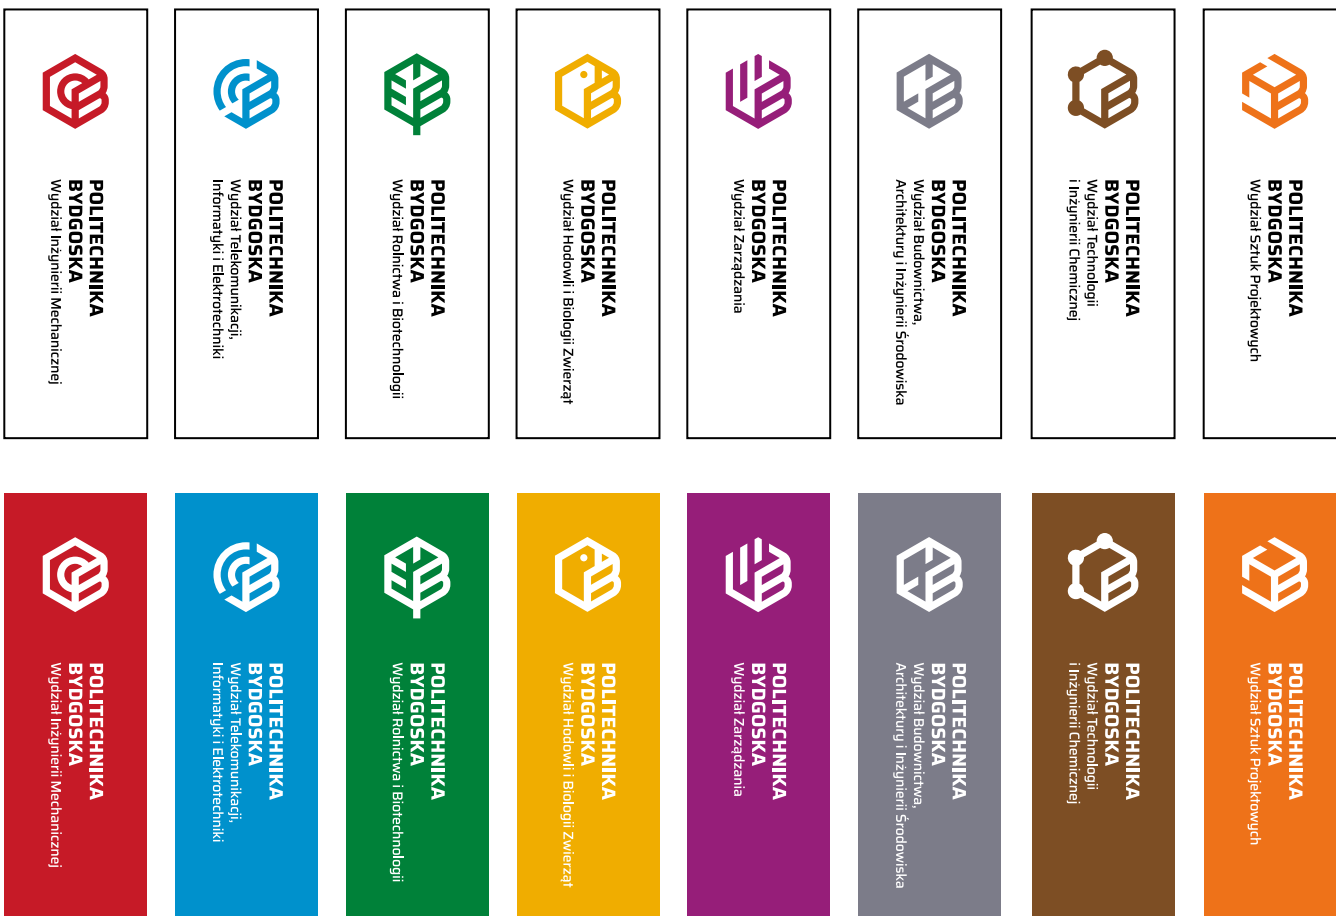 POLITECHNIKA
BYDGOSKA
Wydział Inżynierii Mechanicznej
POLITECHNIKA
BYDGOSKA
Wydział Telekomunikacji,
Informatyki i Elektrotechniki
POLITECHNIKA
BYDGOSKA
Wydział Rolnictwa i Biotechnologii
POLITECHNIKA
BYDGOSKA
Wydział Hodowli i Biologii Zwierząt
POLITECHNIKA
BYDGOSKA
Wydział Zarządzania
POLITECHNIKA
BYDGOSKA
Wydział Budownictwa,
Architektury i Inżynierii Środowiska
POLITECHNIKA
BYDGOSKA
Wydział Technologii
i Inżynierii Chemicznej
POLITECHNIKA
BYDGOSKA
Wydział Sztuk Projektowych
POLITECHNIKA
BYDGOSKA
Wydział Inżynierii Mechanicznej
POLITECHNIKA
BYDGOSKA
Wydział Telekomunikacji,
Informatyki i Elektrotechniki
POLITECHNIKA
BYDGOSKA
Wydział Rolnictwa i Biotechnologii
POLITECHNIKA
BYDGOSKA
Wydział Hodowli i Biologii Zwierząt
POLITECHNIKA
BYDGOSKA
Wydział Zarządzania
POLITECHNIKA
BYDGOSKA
Wydział Budownictwa,
Architektury i Inżynierii Środowiska
POLITECHNIKA
BYDGOSKA
Wydział Technologii
i Inżynierii Chemicznej
POLITECHNIKA
BYDGOSKA
Wydział Sztuk Projektowych